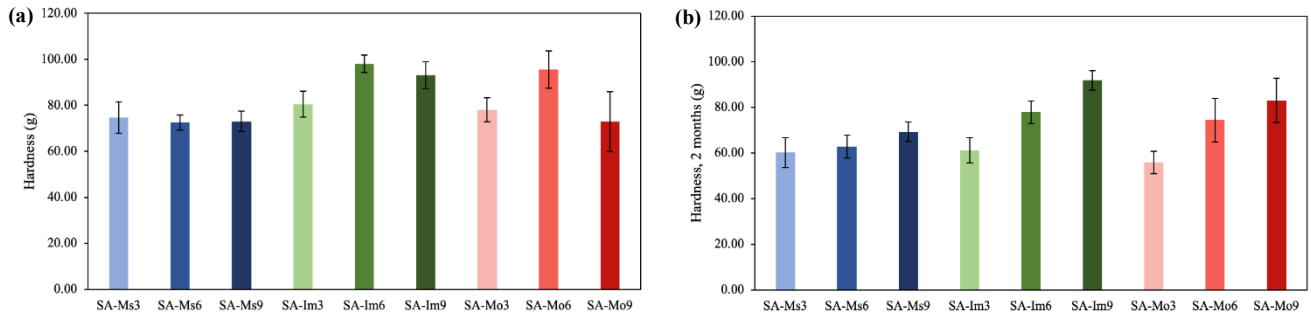 (a)
Hardness (g)
120.00
100.00
80.00
60.00
40.00
20.00
0.00
SA-Ms3 SA-Ms6 SA-Ms9 SA-Im3 SA-Im6 SA-Im9 SA-Mo3 SA-Mo6 SA-Mo9
(b)
Hardness, 2 months (g)
120.00
100.00
80.00
60.00
40.00
20.00
0.00
SA-Ms3 SA-Ms6 SA-Ms9 SA-Im3 SA-Im6 SA-Im9 SA-Mo3 SA-Mo6 SA-Mo9